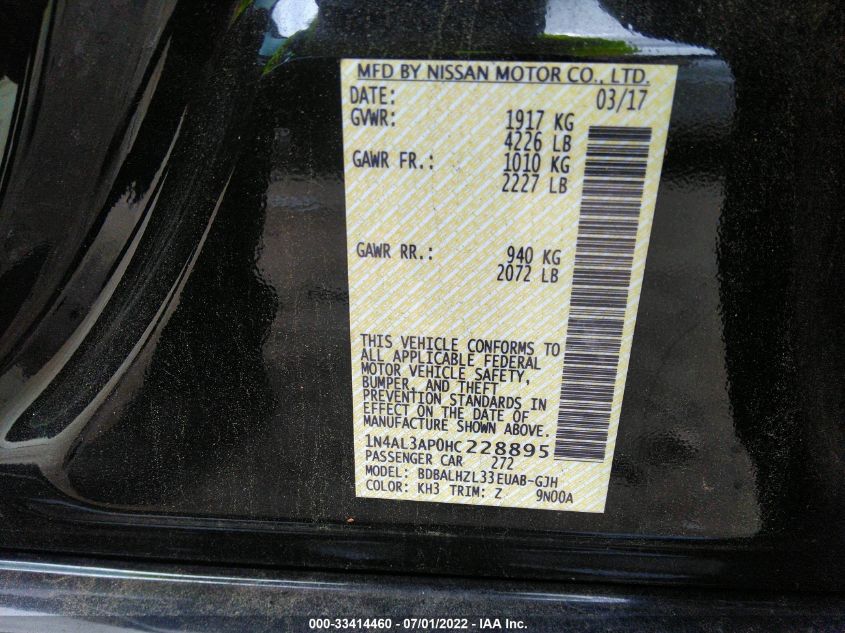 MFD BY NISSAN MOTOR CO., LTD.
DATE: 03/17
GVWR: 1917 KG
4226 LB
GAWR FR.: 1010 KG
2227 LB
GAWR RR.: 940 KG
2072 LB
THIS VEHICLE CONFORMS TO
ALL APPLICABLE FEDERAL
MOTOR VEHICLE SAFETY,
BUMPER, AND THEFT
PREVENTION STANDARDS IN
EFFECT ON THE DATE OF
MANUFACTURE SHOWN ABOVE.
1N4AL3AP0HC228895
PASSENGER CAR 272
MODEL: BDBALHZL33EUAB-GJH
COLOR: KH3 TRIM: Z 9N00A
000-33414460 - 07/01/2022 - IAA Inc.